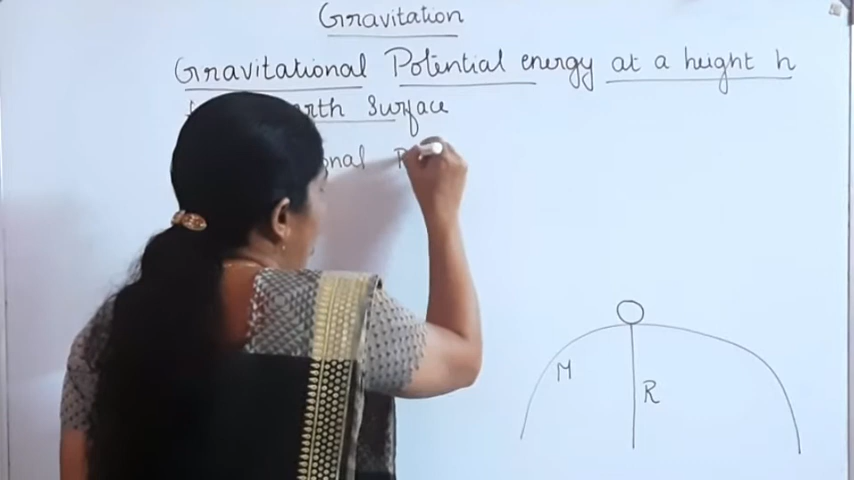 Gravitation
Gravitational Potential energy at a height h
Surface
M
R